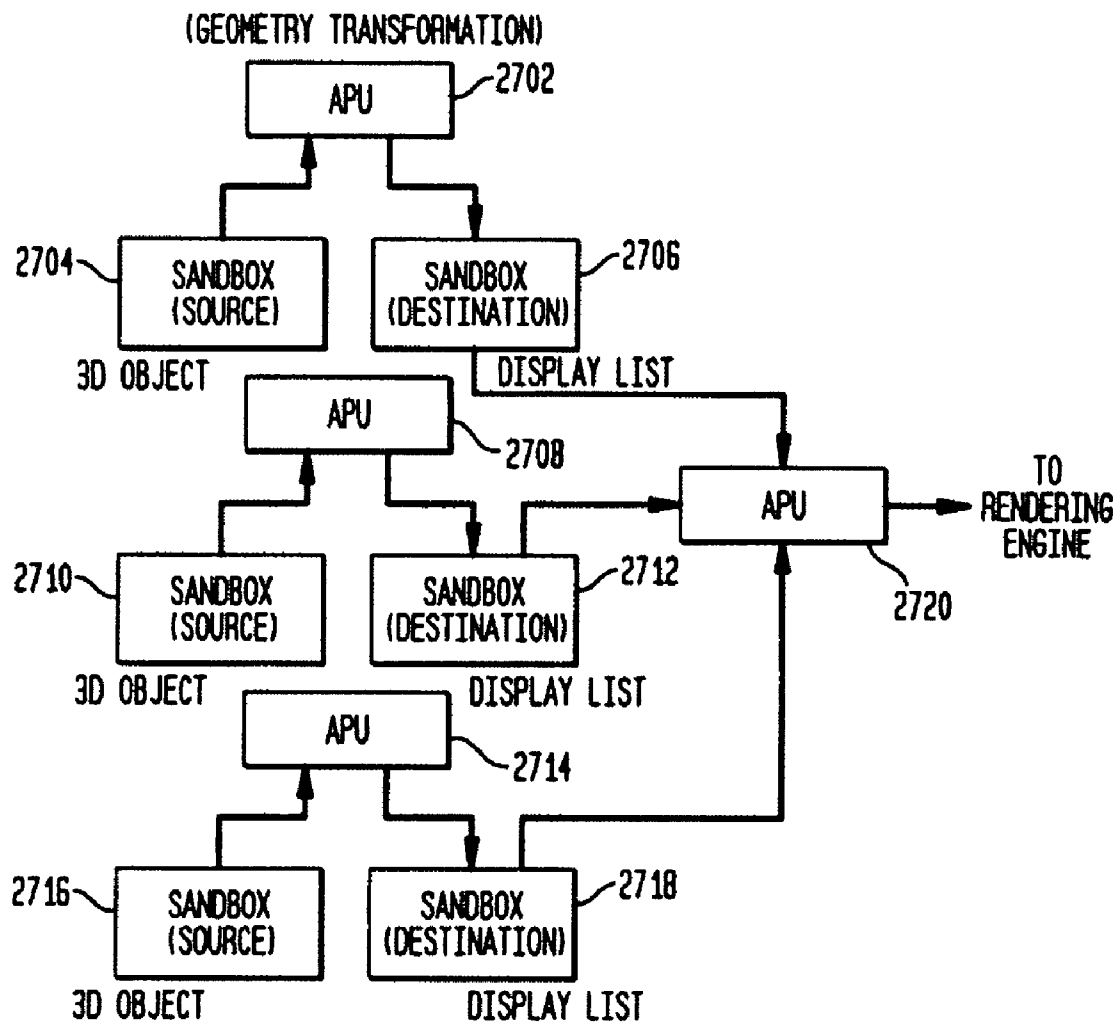 (GEOMETRY TRANSFORMATION)
APU
2702
2704
SANDBOX
(SOURCE)
SANDBOX
(DESTINATION)
2706
3D OBJECT
DISPLAY LIST
APU
2708
APU
TO
RENDERING
ENGINE
2710
SANDBOX
(SOURCE)
SANDBOX
(DESTINATION)
2712
2720
3D OBJECT
DISPLAY LIST
APU
2714
2716
SANDBOX
(SOURCE)
SANDBOX
(DESTINATION)
2718
3D OBJECT
DISPLAY LIST